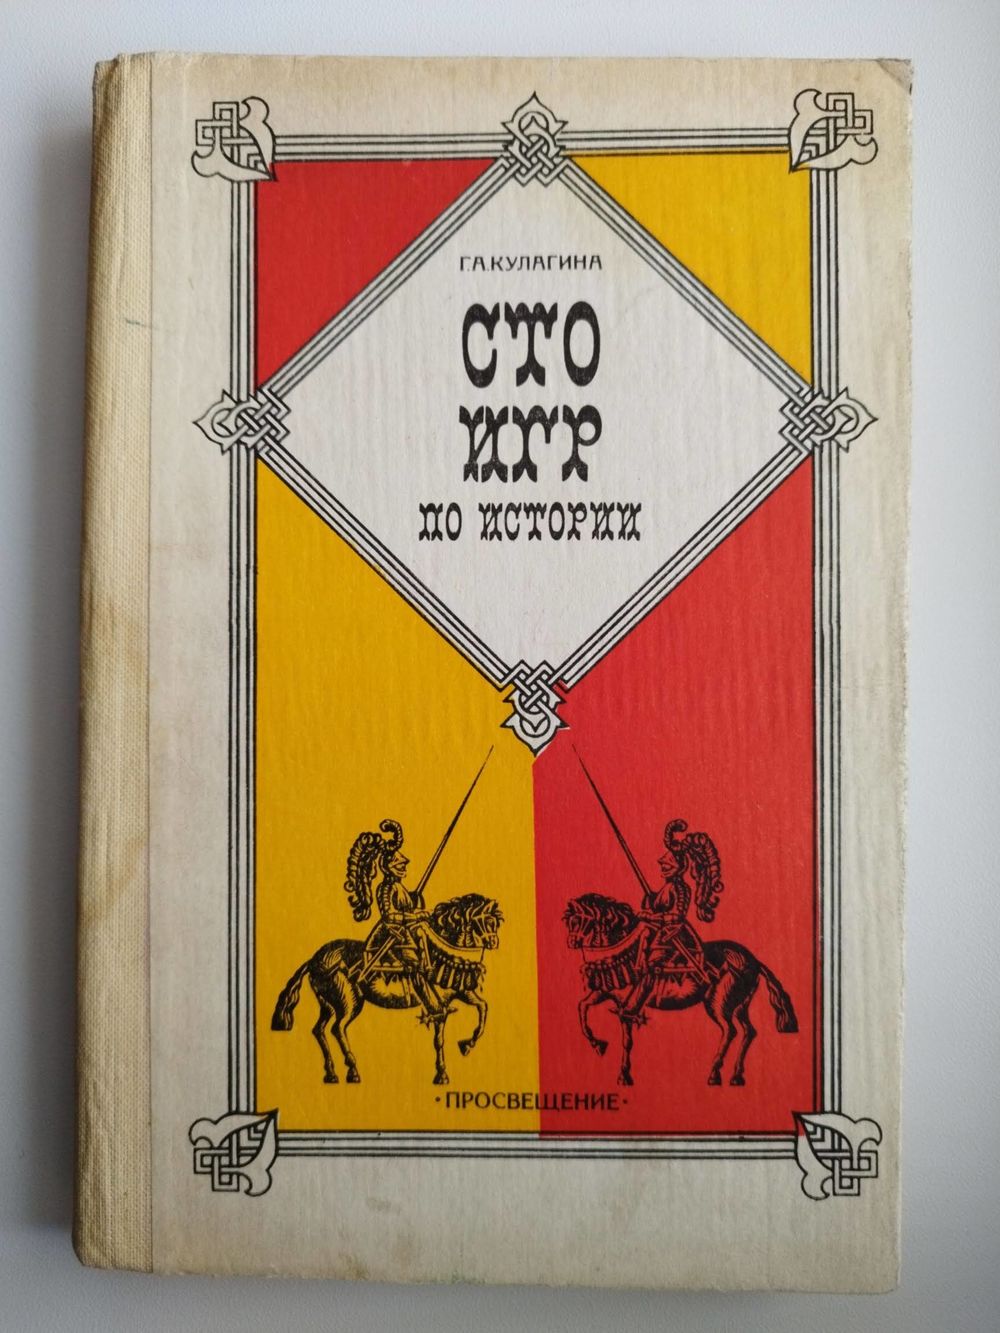 Г.А.КУЛАГИНА
СТО
ИГР
ПО ИСТОРИИ
·ПРОСВЕЩЕНИЕ·